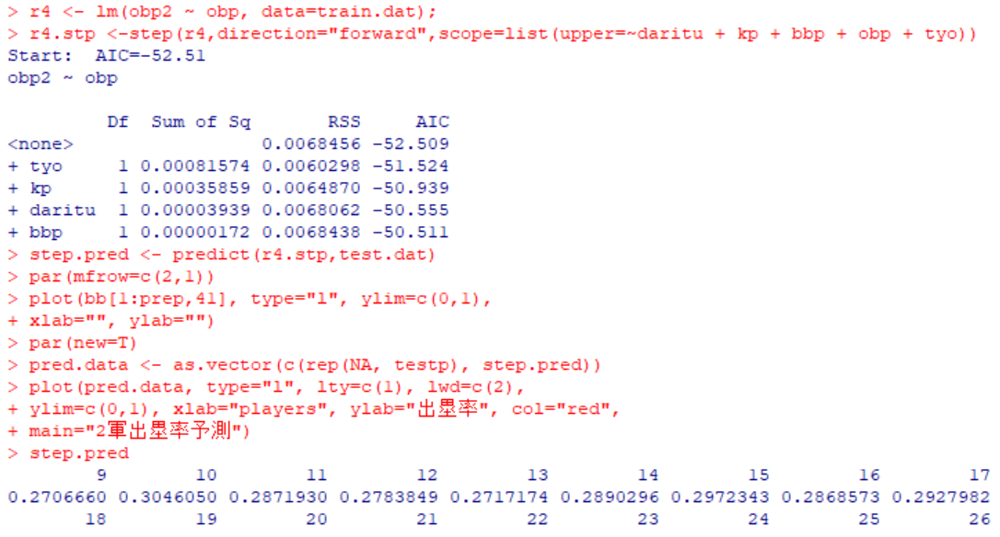 > r4 <- lm(obp2 ~ obp, data=train.dat);
> r4.stp <-step(r4,direction="forward",scope=list(upper=~daritu + kp + bbp + obp + tyo))
Start:  AIC=-52.51
obp2 ~ obp
         Df  Sum of Sq       RSS     AIC
<none>                 0.0068456 -52.509
+ tyo     1 0.00081574 0.0060298 -51.524
+ kp      1 0.00035859 0.0064870 -50.939
+ daritu  1 0.00003939 0.0068062 -50.555
+ bbp     1 0.00000172 0.0068438 -50.511
> step.pred <- predict(r4.stp,test.dat)
> par(mfrow=c(2,1))
> plot(bb[1:prep,41], type="l", ylim=c(0,1),
+ xlab="", ylab="")
> par(new=T)
> pred.data <- as.vector(c(rep(NA, testp), step.pred))
> plot(pred.data, type="l", lty=c(1), lwd=c(2),
+ ylim=c(0,1), xlab="players", ylab="出塁率", col="red",
+ main="2軍出塁率予測")
> step.pred
        9        10        11        12        13        14        15        16        17
0.2706660 0.3046050 0.2871930 0.2783849 0.2717174 0.2890296 0.2972343 0.2868573 0.2927982
       18        19        20        21        22        23        24        25        26